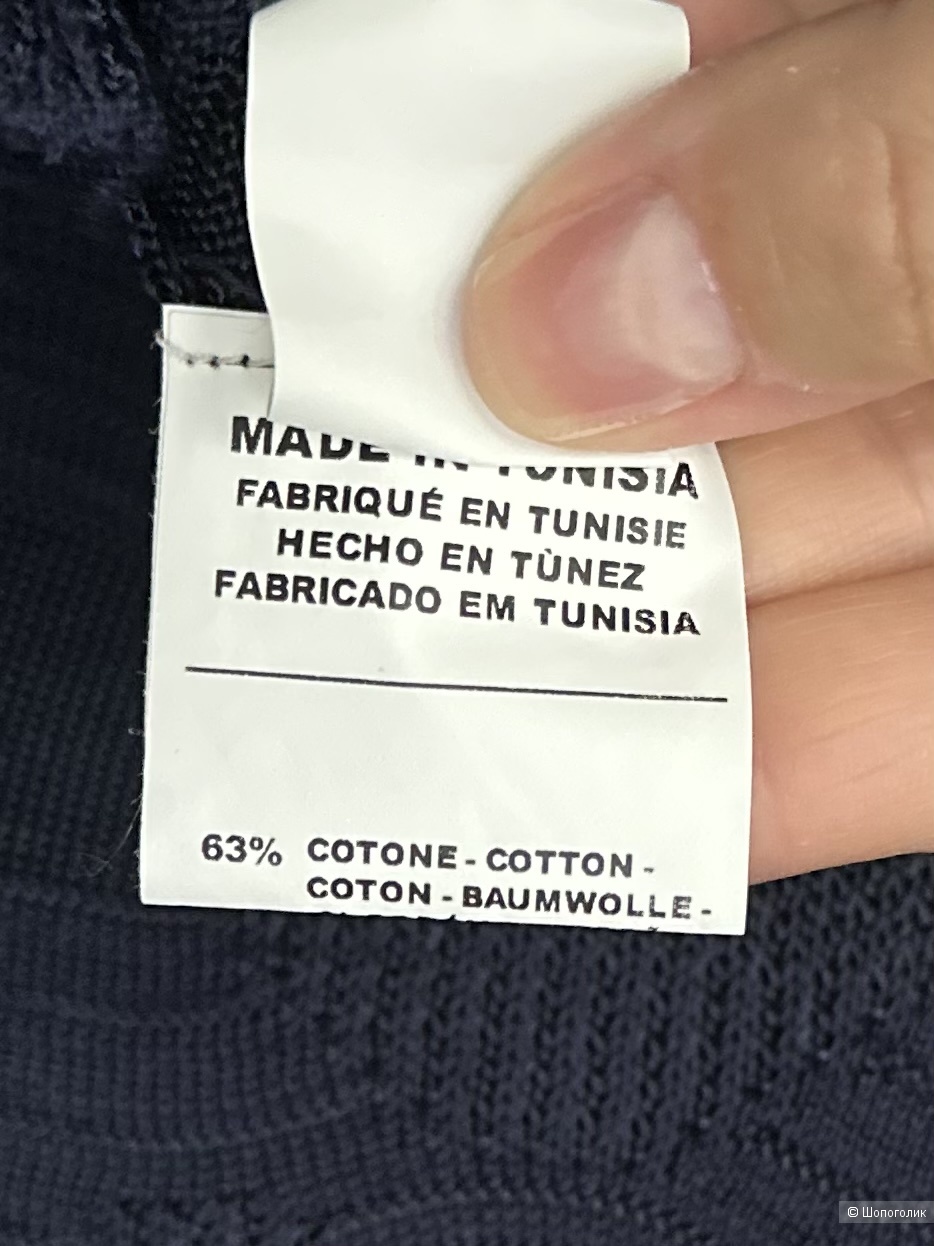 MADE IN TUNISIA
FABRIQUÉ EN TUNISIE
HECHO EN TÙNEZ
FABRICADO EM TUNISIA
63% COTONE - COTTON -
COTON - BAUMWOLLE -
© Шопоголик